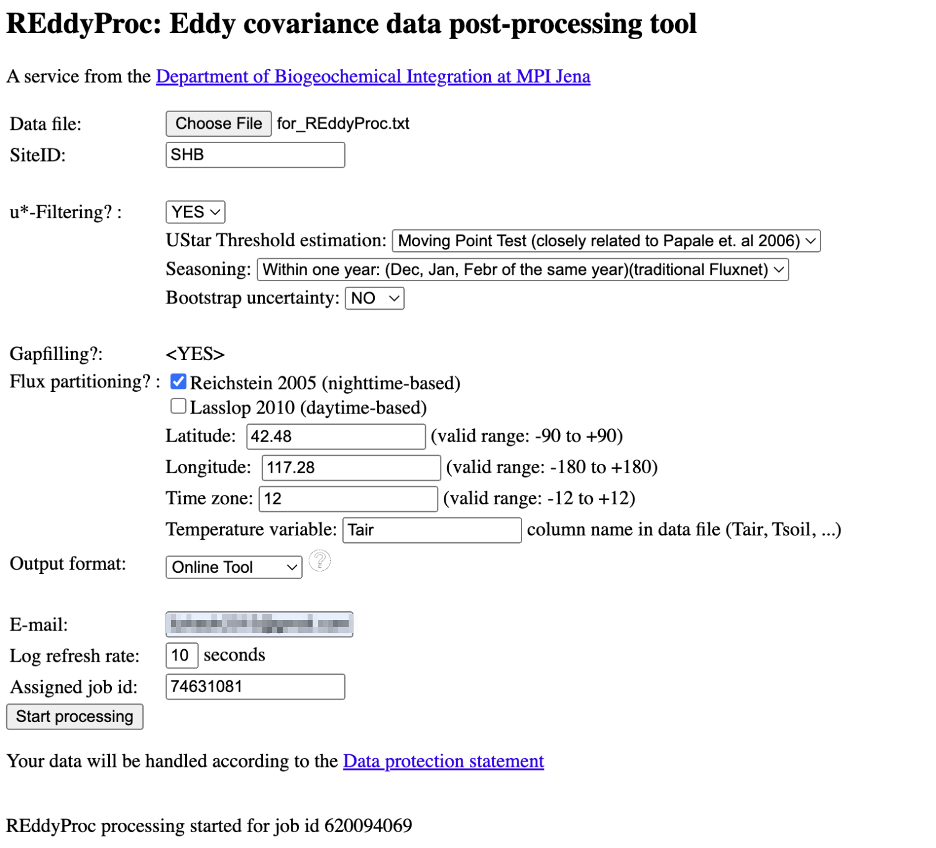 REddyProc: Eddy covariance data post-processing tool
A service from the Department of Biogeochemical Integration at MPI Jena
Data file: Choose File for_REddyProc.txt
SiteID: SHB
u*-Filtering? : YES
UStar Threshold estimation: Moving Point Test (closely related to Papale et. al 2006)
Seasoning: Within one year: (Dec, Jan, Febr of the same year)(traditional Fluxnet)
Bootstrap uncertainty: NO
Gapfilling?: <YES>
Flux partitioning? : Reichstein 2005 (nighttime-based)
Lasslop 2010 (daytime-based)
Latitude: 42.48 (valid range: -90 to +90)
Longitude: 117.28 (valid range: -180 to +180)
Time zone: 12 (valid range: -12 to +12)
Temperature variable: Tair column name in data file (Tair, Tsoil, ...)
Output format: Online Tool ?
E-mail:
Log refresh rate: 10 seconds
Assigned job id: 74631081
Start processing
Your data will be handled according to the Data protection statement
REddyProc processing started for job id 620094069